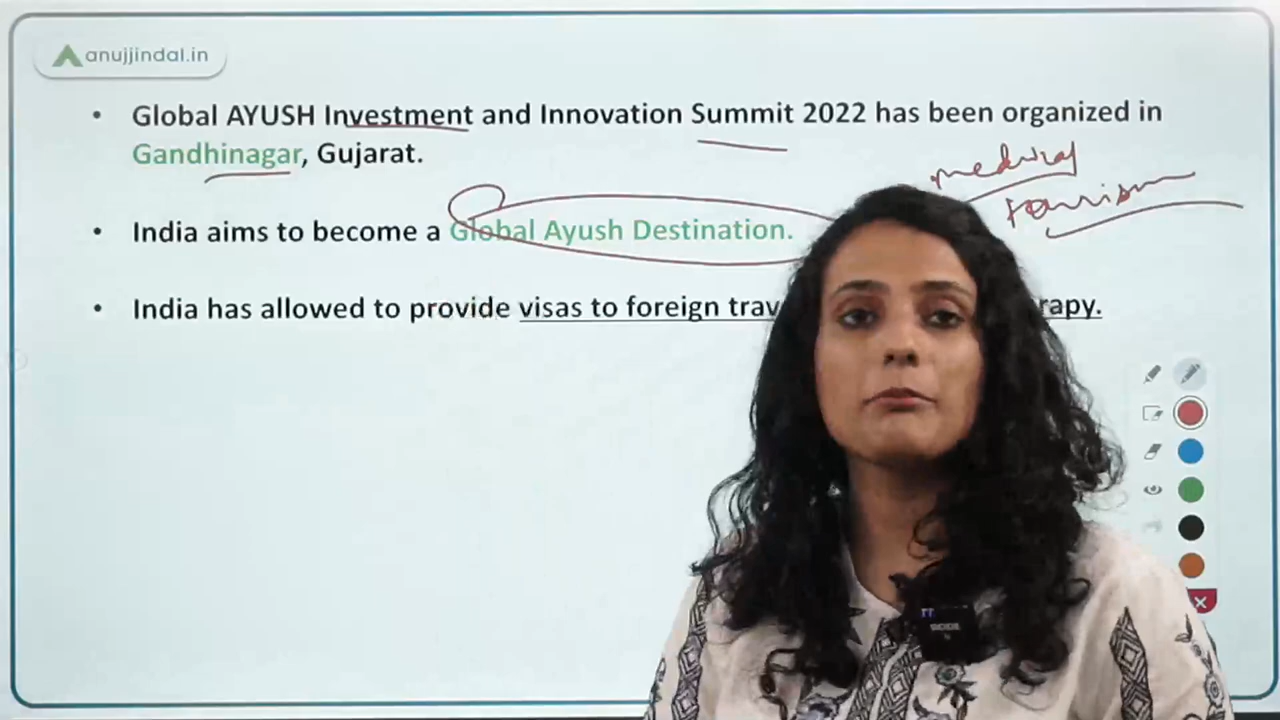 anujjindal.in
• Global AYUSH Investment and Innovation Summit 2022 has been organized in
Gandhinagar, Gujarat.
medical
tourism
• India aims to become a Global Ayush Destination.
• India has allowed to provide visas to foreign trav rapy.